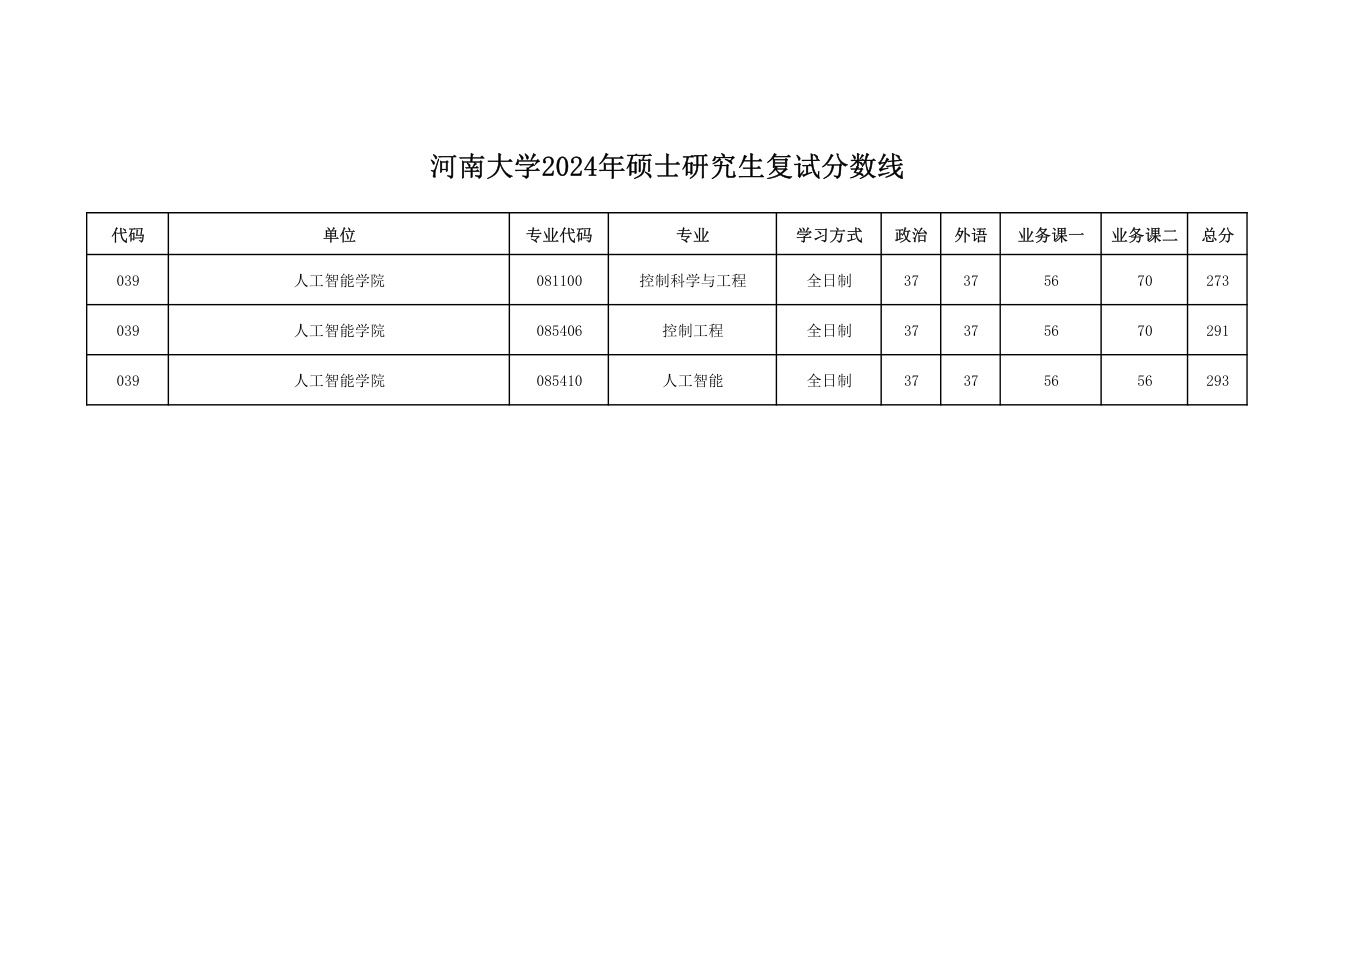 河南大学2024年硕士研究生复试分数线
代码 单位 专业代码 专业 学习方式 政治 外语 业务课一 业务课二 总分
039 人工智能学院 081100 控制科学与工程 全日制 37 37 56 70 273
039 人工智能学院 085406 控制工程 全日制 37 37 56 70 291
039 人工智能学院 085410 人工智能 全日制 37 37 56 56 293